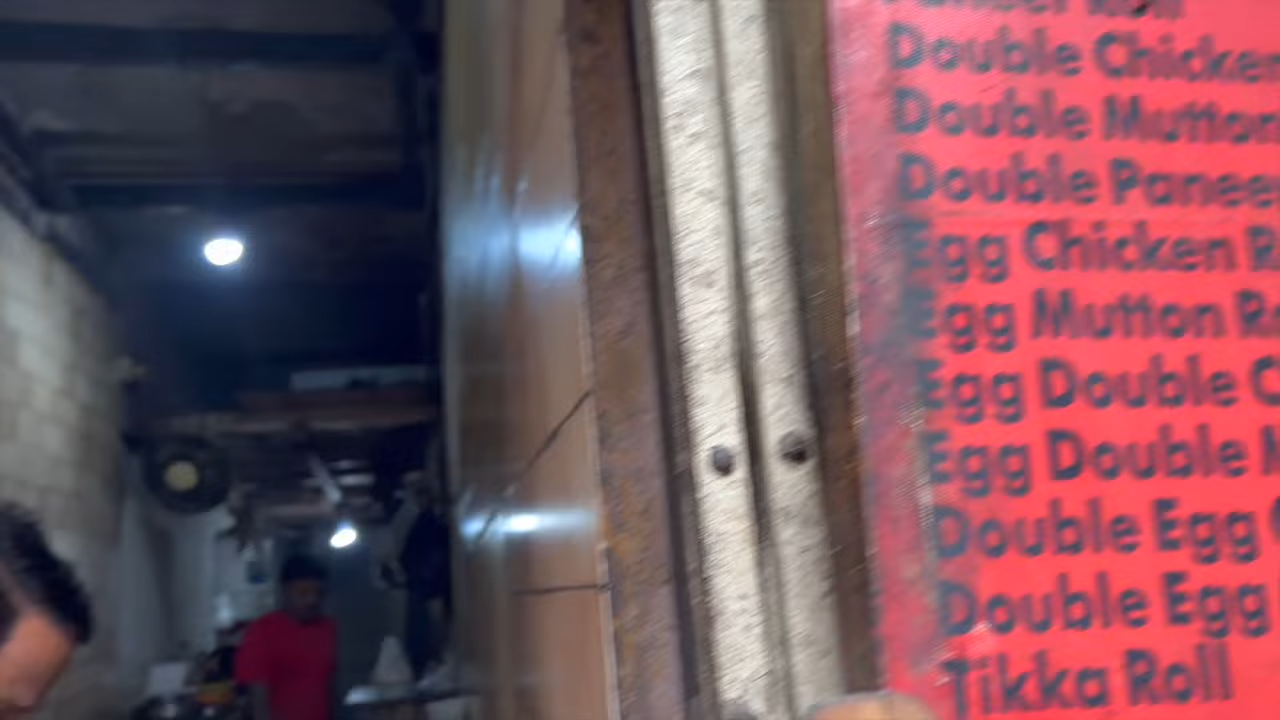 Roll
Double Chicken
Double Mutton
Double Paneer
Egg Chicken
Egg Mutton
Egg Double
Egg Double
Double Egg
Double Egg
Tikka Roll